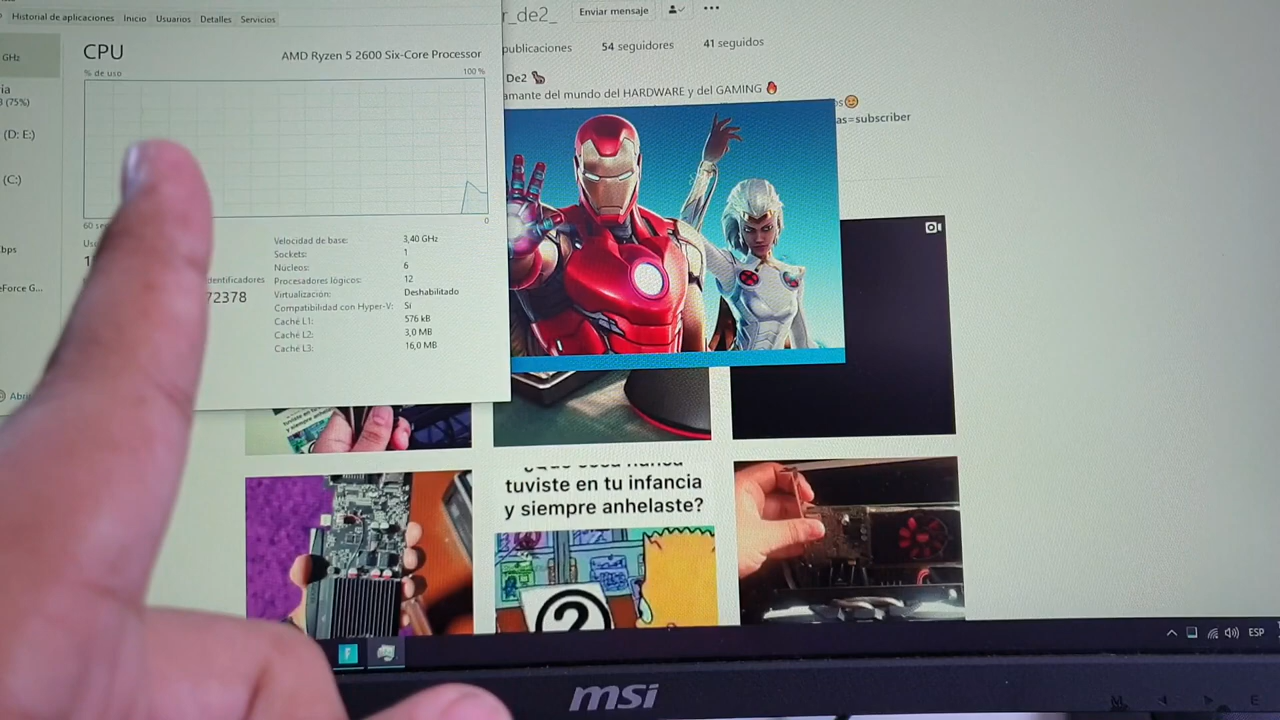 Historial de aplicaciones Inicio Usuarios Detalles Servicios
r_de2_ Enviar mensaje
publicaciones 54 seguidores 41 seguidos
De2
amante del mundo del HARDWARE y del GAMING
as=subscriber
GHz
(75%)
(D: E:)
(C:)
CPU AMD Ryzen 5 2600 Six-Core Processor
% de uso 100 %
60 0
72378
Velocidad de base: 3,40 GHz
Sockets: 1
Núcleos: 6
Procesadores lógicos: 12
Virtualización: Deshabilitado
Compatibilidad con Hyper-V: Sí
Caché L1: 576 kB
Caché L2: 3,0 MB
Caché L3: 16,0 MB
tuviste en tu infancia
y siempre anhelaste?
?
ESP
msi
M E